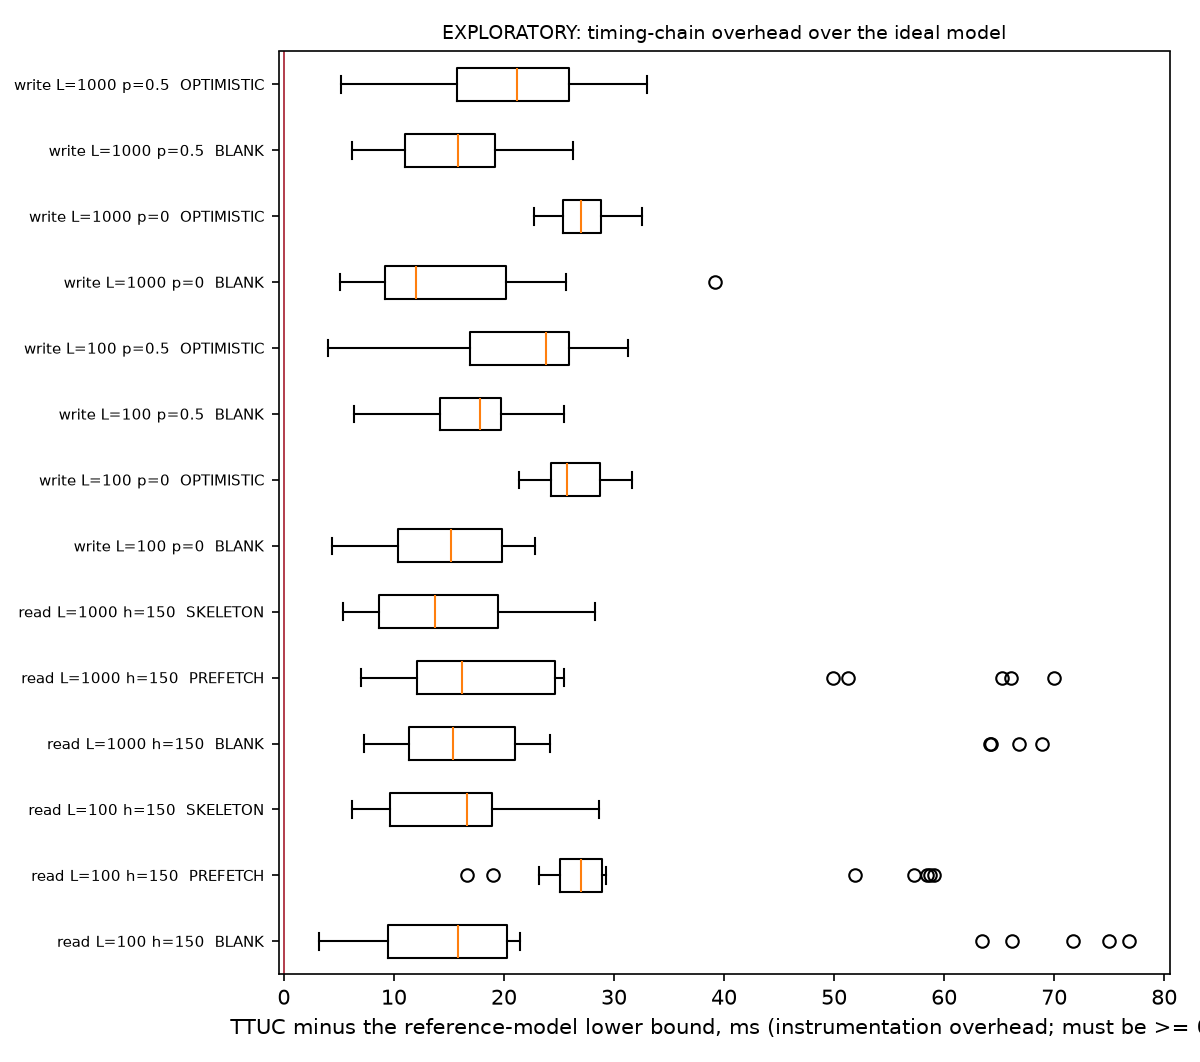 EXPLORATORY: timing-chain overhead over the ideal model
write L=1000 p=0.5 OPTIMISTIC
write L=1000 p=0.5 BLANK
write L=1000 p=0 OPTIMISTIC
write L=1000 p=0 BLANK
write L=100 p=0.5 OPTIMISTIC
write L=100 p=0.5 BLANK
write L=100 p=0 OPTIMISTIC
write L=100 p=0 BLANK
read L=1000 h=150 SKELETON
read L=1000 h=150 PREFETCH
read L=1000 h=150 BLANK
read L=100 h=150 SKELETON
read L=100 h=150 PREFETCH
read L=100 h=150 BLANK
0 10 20 30 40 50 60 70 80
TTUC minus the reference-model lower bound, ms (instrumentation overhead; must be >=